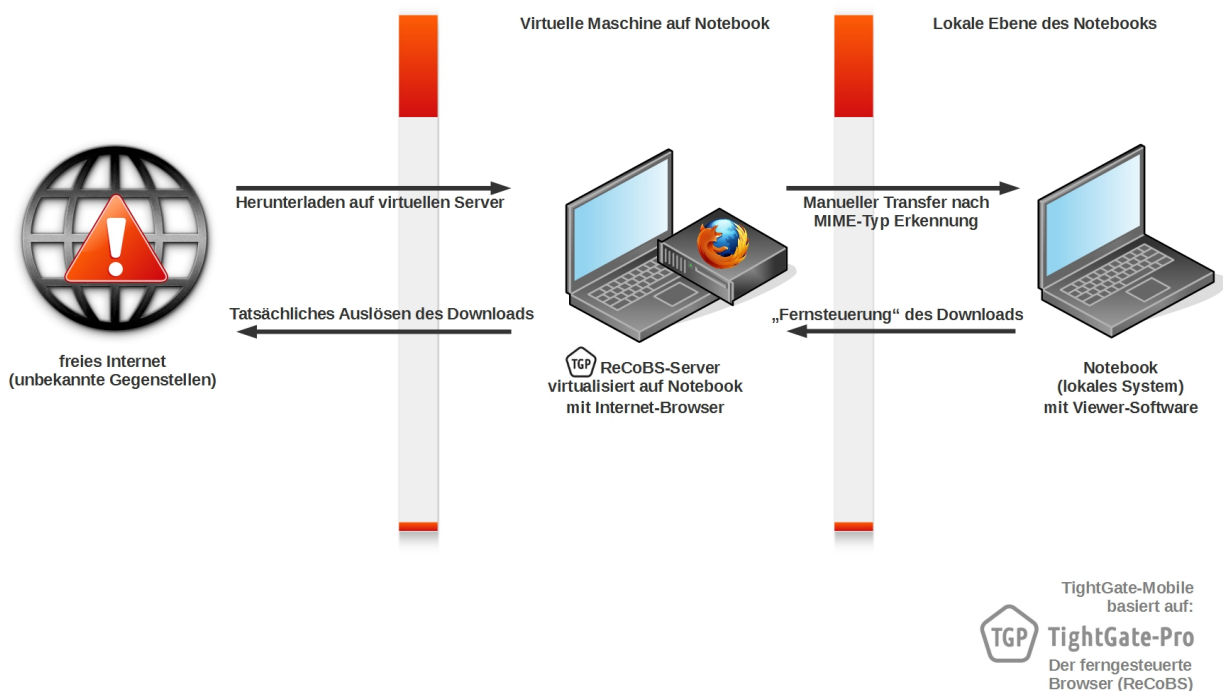 Virtuelle Maschine auf Notebook
Lokale Ebene des Notebooks
Herunterladen auf virtuellen Server
Manueller Transfer nach
MIME-Typ Erkennung
Tatsächliches Auslösen des Downloads
„Fernsteuerung“ des Downloads
freies Internet
(unbekannte Gegenstellen)
TGP ReCoBS-Server
virtualisiert auf Notebook
mit Internet-Browser
Notebook
(lokales System)
mit Viewer-Software
TightGate-Mobile
basiert auf:
TGP TightGate-Pro
Der ferngesteuerte
Browser (ReCoBS)